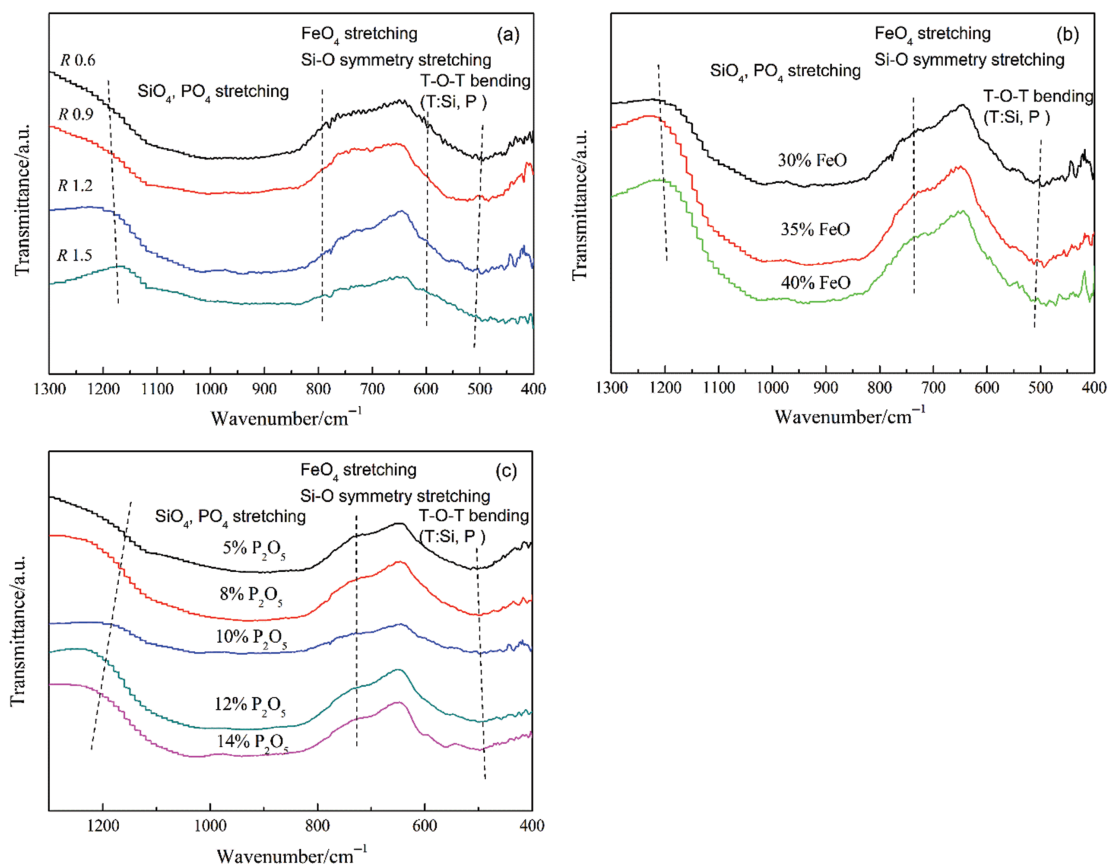 FeO₄ stretching
(a)
Si-O symmetry stretching
R 0.6
SiO₄, PO₄ stretching
T-O-T bending
(T:Si, P )
R 0.9
R 1.2
R 1.5
Transmittance/a.u.
1300 1200 1100 1000 900 800 700 600 500 400
Wavenumber/cm⁻¹
FeO₄ stretching
(b)
Si-O symmetry stretching
SiO₄, PO₄ stretching
T-O-T bending
(T:Si, P )
30% FeO
35% FeO
40% FeO
Transmittance/a.u.
1300 1200 1100 1000 900 800 700 600 500 400
Wavenumber/cm⁻¹
FeO₄ stretching
(c)
Si-O symmetry stretching
SiO₄, PO₄ stretching
T-O-T bending
(T:Si, P )
5% P₂O₅
8% P₂O₅
10% P₂O₅
12% P₂O₅
14% P₂O₅
Transmittance/a.u.
1200 1000 800 600 400
Wavenumber/cm⁻¹